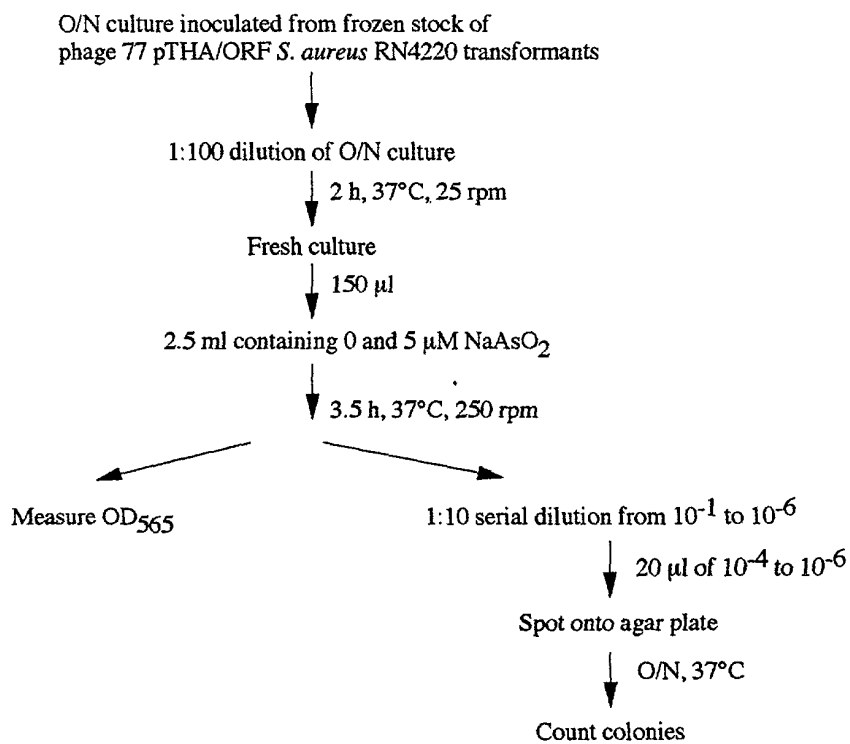 O/N culture inoculated from frozen stock of
phage 77 pTHA/ORF S. aureus RN4220 transformants
1:100 dilution of O/N culture
2 h, 37°C, 25 rpm
Fresh culture
150 µl
2.5 ml containing 0 and 5 µM NaAsO2
3.5 h, 37°C, 250 rpm
Measure OD565
1:10 serial dilution from 10-1 to 10-6
20 µl of 10-4 to 10-6
Spot onto agar plate
O/N, 37°C
Count colonies